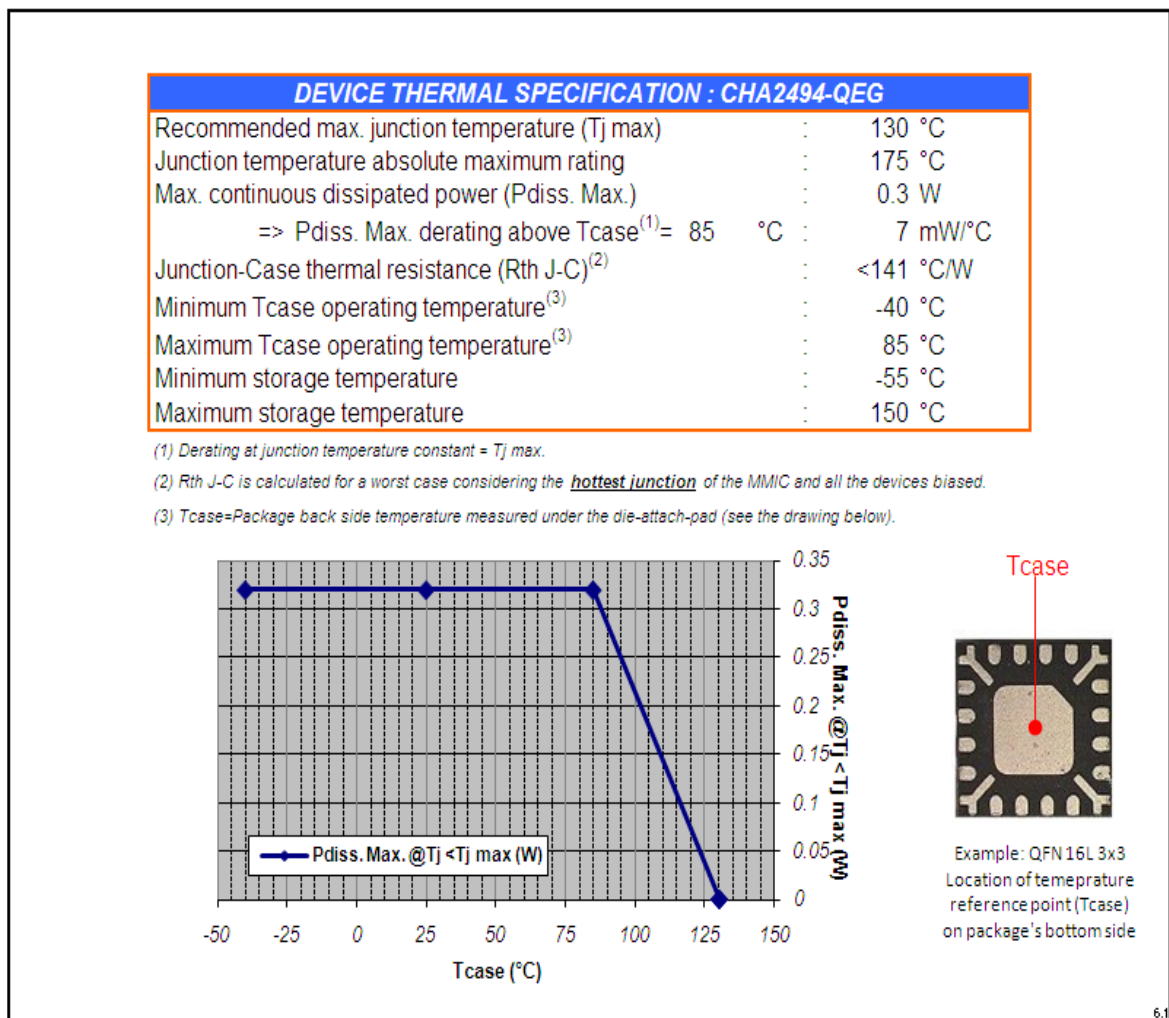 DEVICE THERMAL SPECIFICATION : CHA2494-QEG
Recommended max. junction temperature (Tj max) : 130 °C
Junction temperature absolute maximum rating : 175 °C
Max. continuous dissipated power (Pdiss. Max.) : 0.3 W
=> Pdiss. Max. derating above Tcase(1)= 85 °C : 7 mW/°C
Junction-Case thermal resistance (Rth J-C)(2) : <141 °C/W
Minimum Tcase operating temperature(3) : -40 °C
Maximum Tcase operating temperature(3) : 85 °C
Minimum storage temperature : -55 °C
Maximum storage temperature : 150 °C
(1) Derating at junction temperature constant = Tj max.
(2) Rth J-C is calculated for a worst case considering the hottest junction of the MMIC and all the devices biased.
(3) Tcase=Package back side temperature measured under the die-attach-pad (see the drawing below).
0.35
0.3
0.25
0.2
0.15
0.1
0.05
0
Pdiss. Max. @Tj <Tj max (W)
Pdiss. Max. @Tj <Tj max (W)
-50 -25 0 25 50 75 100 125 150
Tcase (°C)
Tcase
Example: QFN 16L 3x3
Location of temeprature
reference point (Tcase)
on package's bottom side
6.1